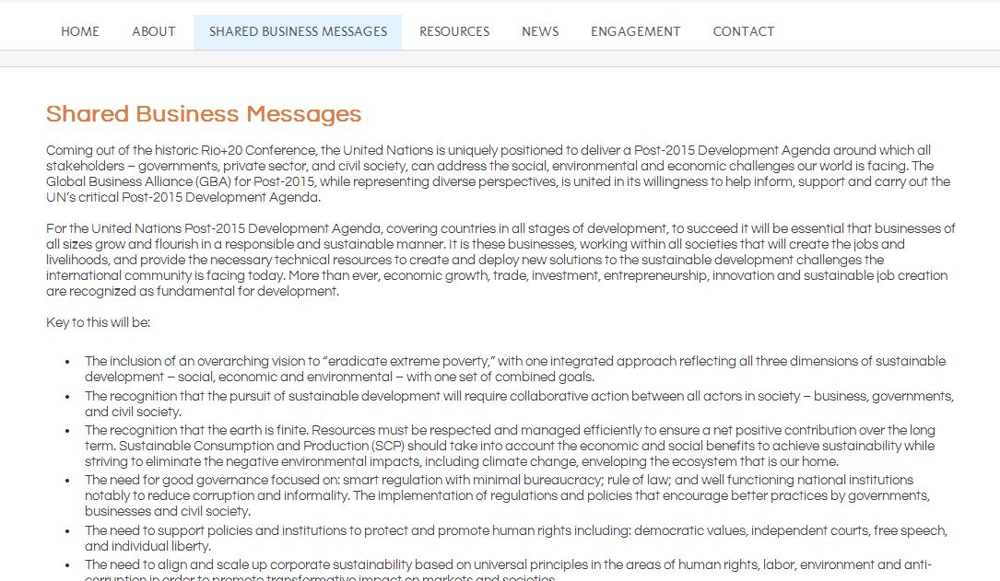 HOME ABOUT SHARED BUSINESS MESSAGES RESOURCES NEWS ENGAGEMENT CONTACT
Shared Business Messages
Coming out of the historic Rio+20 Conference, the United Nations is uniquely positioned to deliver a Post-2015 Development Agenda around which all
stakeholders – governments, private sector, and civil society, can address the social, environmental and economic challenges our world is facing. The
Global Business Alliance (GBA) for Post-2015, while representing diverse perspectives, is united in its willingness to help inform, support and carry out the
UN’s critical Post-2015 Development Agenda.
For the United Nations Post-2015 Development Agenda, covering countries in all stages of development, to succeed it will be essential that businesses of
all sizes grow and flourish in a responsible and sustainable manner. It is these businesses, working within all societies that will create the jobs and
livelihoods, and provide the necessary technical resources to create and deploy new solutions to the sustainable development challenges the
international community is facing today. More than ever, economic growth, trade, investment, entrepreneurship, innovation and sustainable job creation
are recognized as fundamental for development.
Key to this will be:
• The inclusion of an overarching vision to “eradicate extreme poverty,” with one integrated approach reflecting all three dimensions of sustainable
development – social, economic and environmental – with one set of combined goals.
• The recognition that the pursuit of sustainable development will require collaborative action between all actors in society – business, governments,
and civil society.
• The recognition that the earth is finite. Resources must be respected and managed efficiently to ensure a net positive contribution over the long
term. Sustainable Consumption and Production (SCP) should take into account the economic and social benefits to achieve sustainability while
striving to eliminate the negative environmental impacts, including climate change, enveloping the ecosystem that is our home.
• The need for good governance focused on: smart regulation with minimal bureaucracy; rule of law; and well functioning national institutions
notably to reduce corruption and informality. The implementation of regulations and policies that encourage better practices by governments,
businesses and civil society.
• The need to support policies and institutions to protect and promote human rights including: democratic values, independent courts, free speech,
and individual liberty.
• The need to align and scale up corporate sustainability based on universal principles in the areas of human rights, labor, environment and anti-
corruption in order to promote transformative impact on markets and societies.